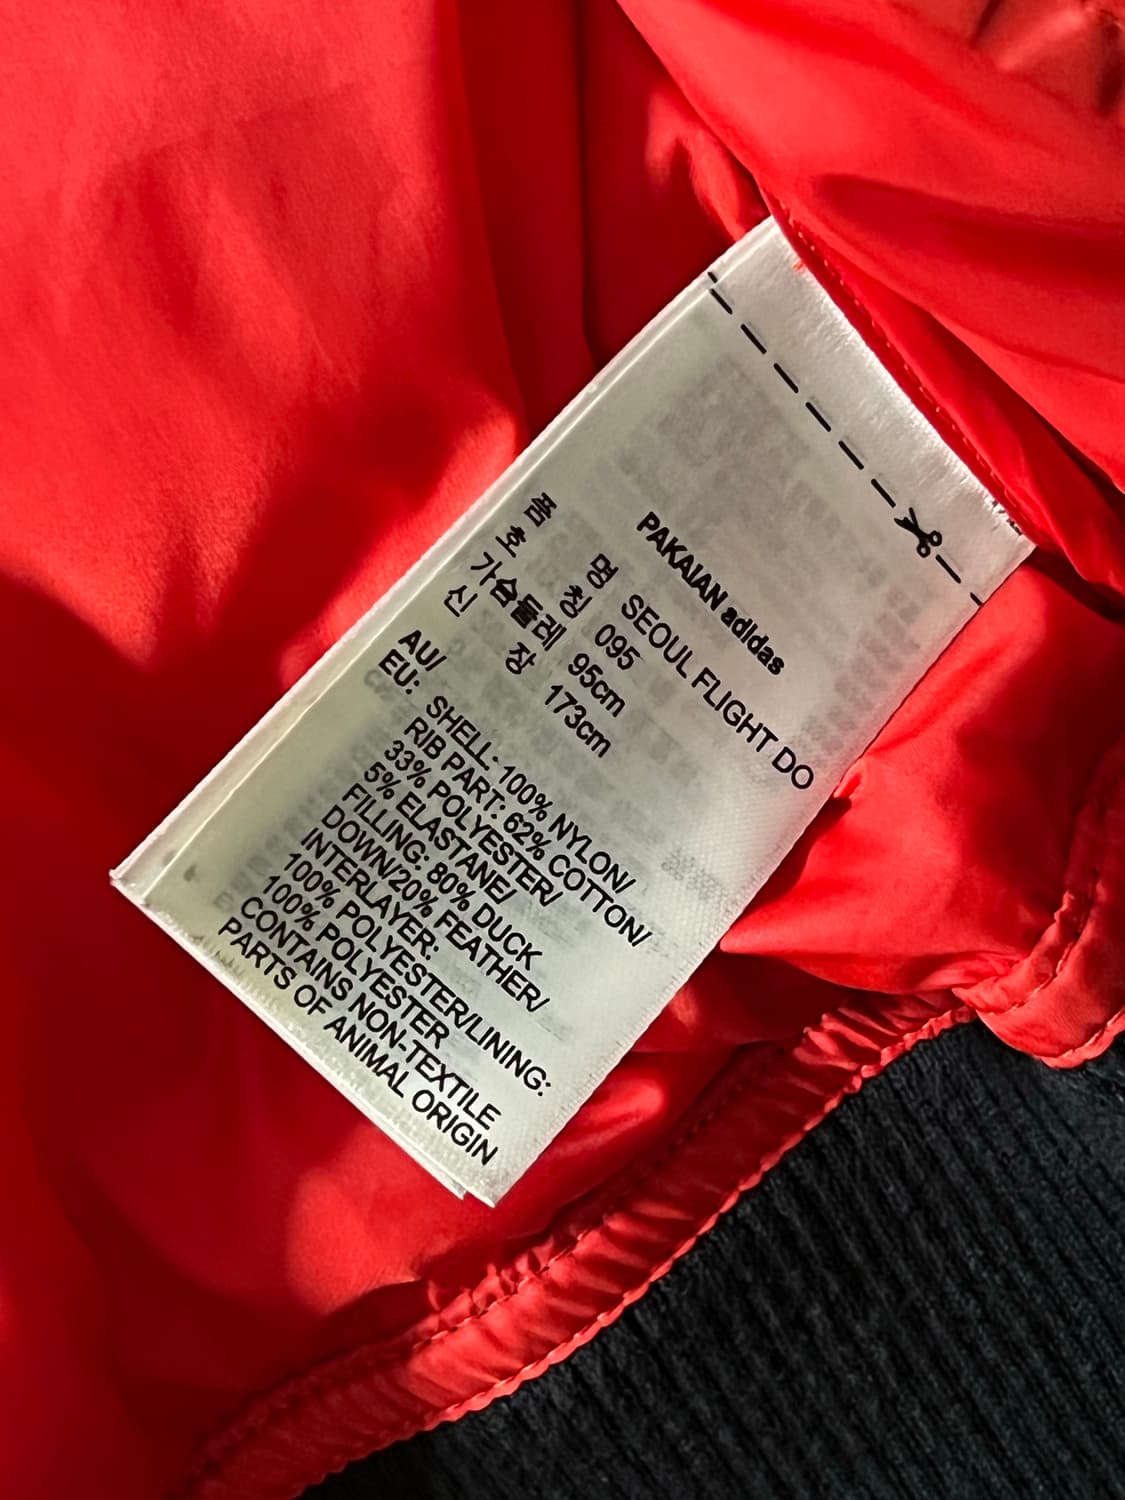 PAKAIAN adidas
품 명 SEOUL FLIGHT DO
호 칭 095
가슴둘레 95cm
신 장 173cm
AU/
EU: SHELL: 100% NYLON/
RIB PART: 62% COTTON/
33% POLYESTER/
5% ELASTANE/
FILLING: 80% DUCK
DOWN/20% FEATHER/
INTERLAYER:
100% POLYESTER/LINING:
100% POLYESTER
CONTAINS NON-TEXTILE
PARTS OF ANIMAL ORIGIN